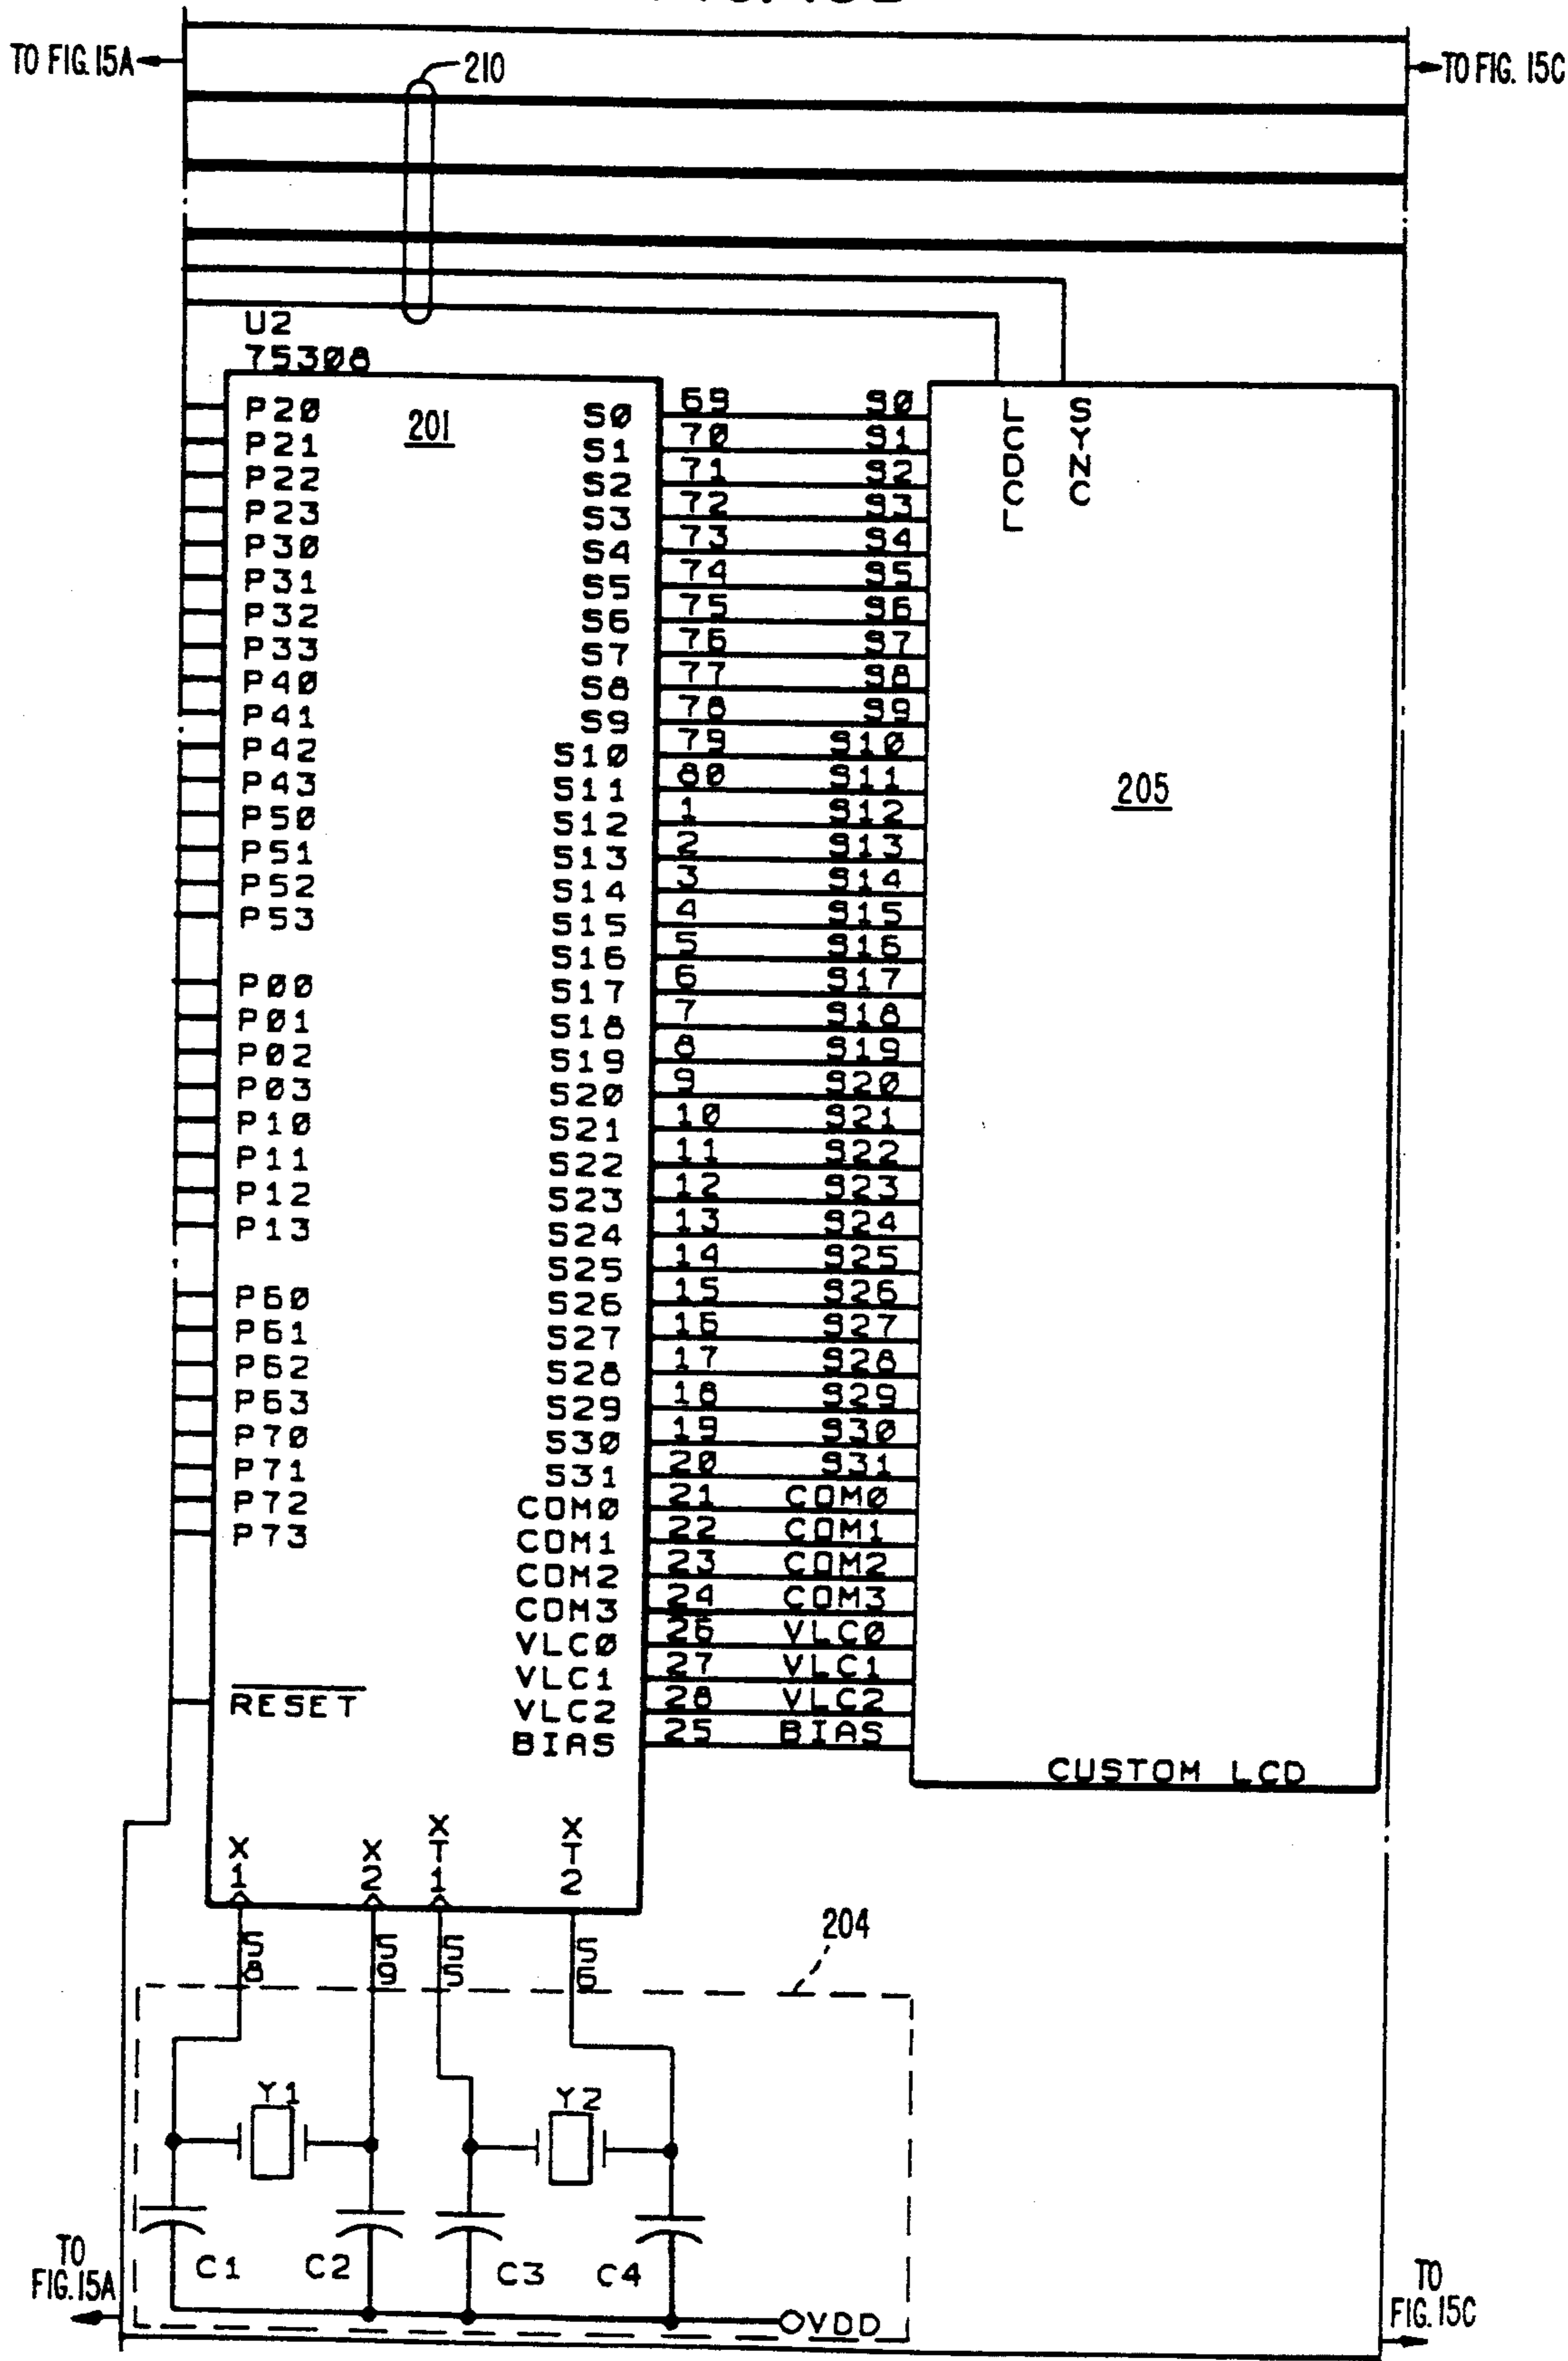 TO FIG. 15A
TO FIG. 15C
210
U2
75308
201
P20
P21
P22
P23
P30
P31
P32
P33
P40
P41
P42
P43
P50
P51
P52
P53
P00
P01
P02
P03
P10
P11
P12
P13
P60
P61
P62
P63
P70
P71
P72
P73
RESET
S0 69 S0
S1 70 S1
S2 71 S2
S3 72 S3
S4 73 S4
S5 74 S5
S6 75 S6
S7 76 S7
S8 77 S8
S9 78 S9
S10 79 S10
S11 80 S11
S12 1 S12
S13 2 S13
S14 3 S14
S15 4 S15
S16 5 S16
S17 6 S17
S18 7 S18
S19 8 S19
S20 9 S20
S21 10 S21
S22 11 S22
S23 12 S23
S24 13 S24
S25 14 S25
S26 15 S26
S27 16 S27
S28 17 S28
S29 18 S29
S30 19 S30
S31 20 S31
COM0 21 COM0
COM1 22 COM1
COM2 23 COM2
COM3 24 COM3
VLC0 26 VLC0
VLC1 27 VLC1
VLC2 28 VLC2
BIAS 25 BIAS
LCDCL
SYNC
205
CUSTOM LCD
X1
X2
XT1
XT2
58
59
55
56
204
Y1
Y2
C1
C2
C3
C4
VDD
TO
FIG. 15A
TO
FIG. 15C